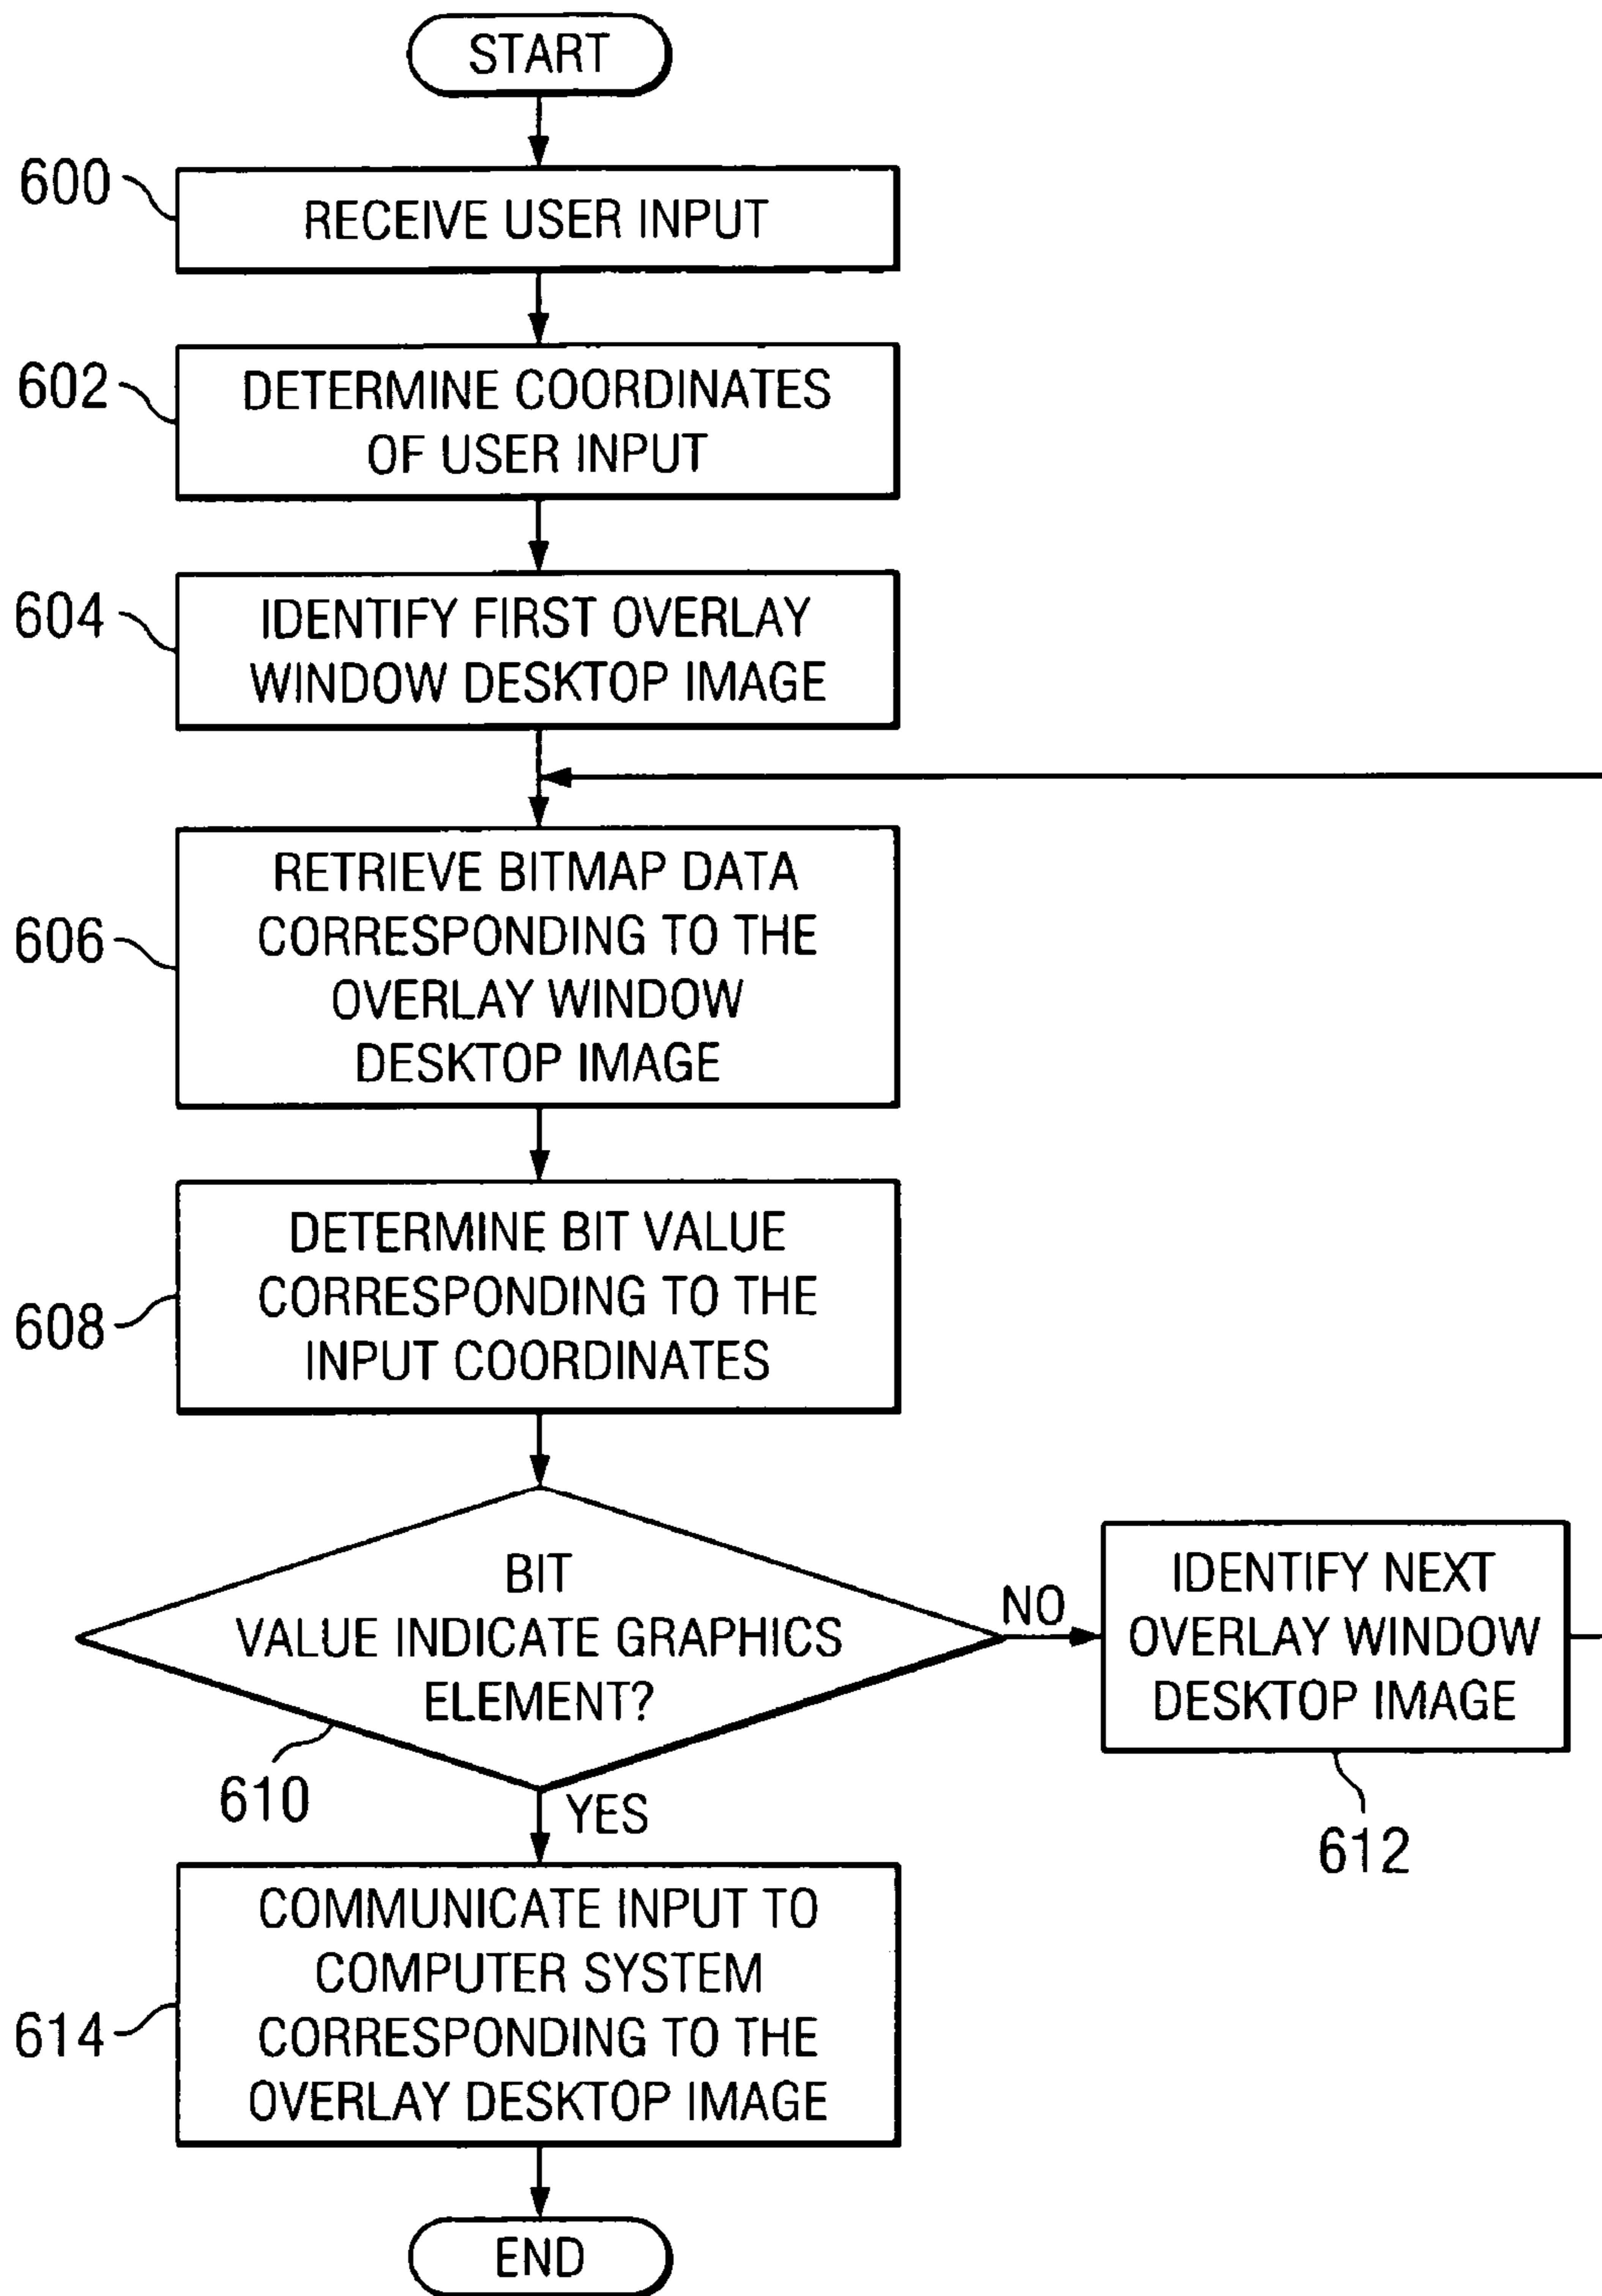 START
600
RECEIVE USER INPUT
602
DETERMINE COORDINATES
OF USER INPUT
604
IDENTIFY FIRST OVERLAY
WINDOW DESKTOP IMAGE
606
RETRIEVE BITMAP DATA
CORRESPONDING TO THE
OVERLAY WINDOW
DESKTOP IMAGE
608
DETERMINE BIT VALUE
CORRESPONDING TO THE
INPUT COORDINATES
BIT
VALUE INDICATE GRAPHICS
ELEMENT?
610
NO
IDENTIFY NEXT
OVERLAY WINDOW
DESKTOP IMAGE
612
YES
614
COMMUNICATE INPUT TO
COMPUTER SYSTEM
CORRESPONDING TO THE
OVERLAY DESKTOP IMAGE
END